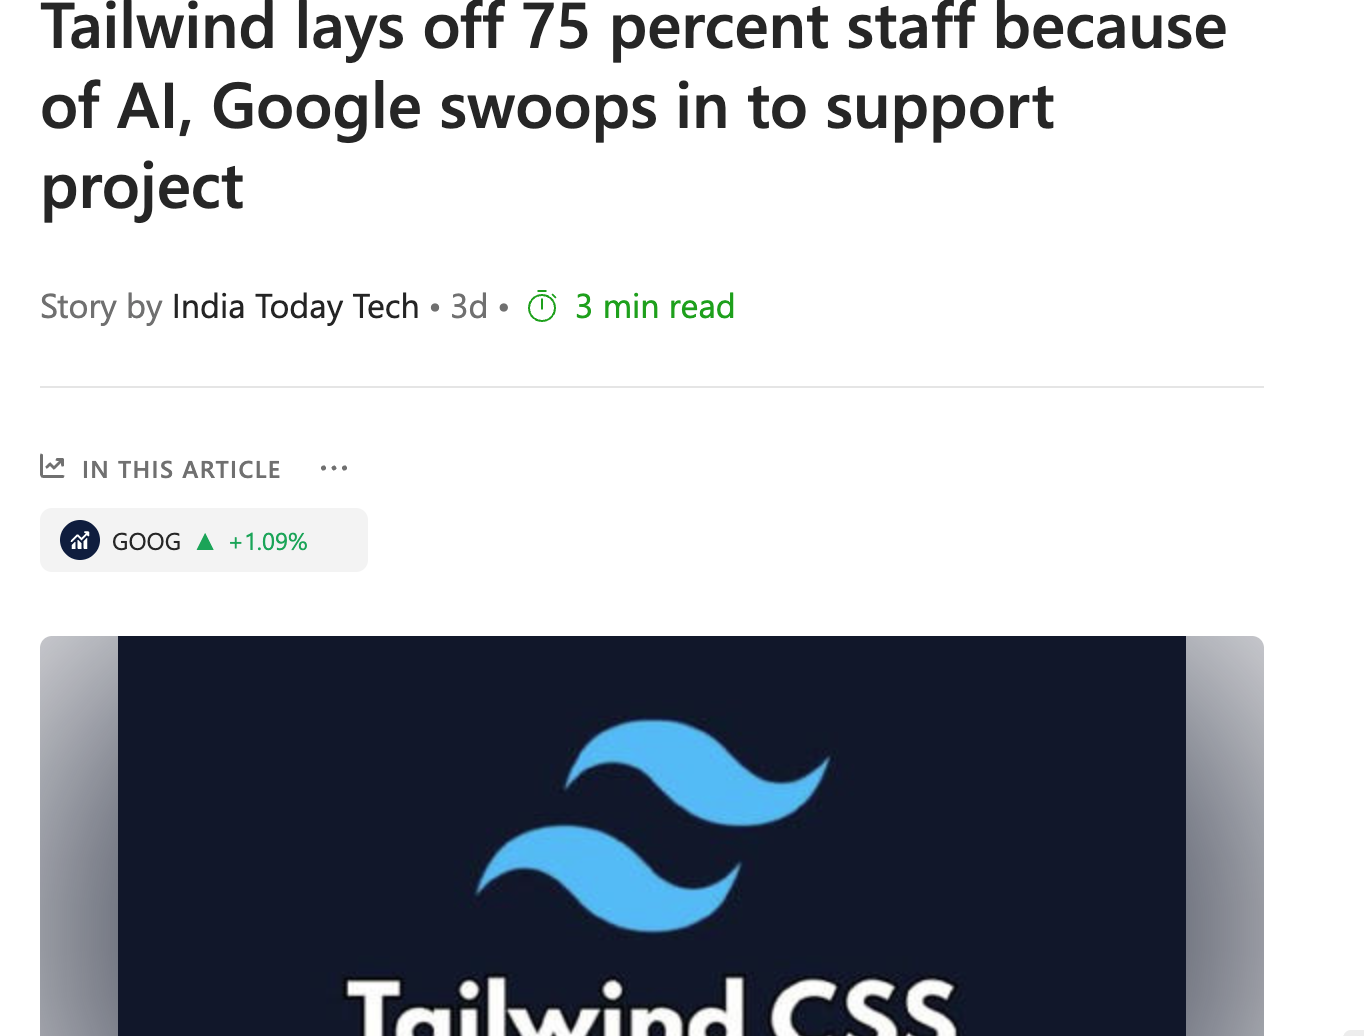 Tailwind lays off 75 percent staff because
of AI, Google swoops in to support
project
Story by India Today Tech • 3d • 3 min read
IN THIS ARTICLE ...
GOOG ▲ +1.09%
Tailwind CSS